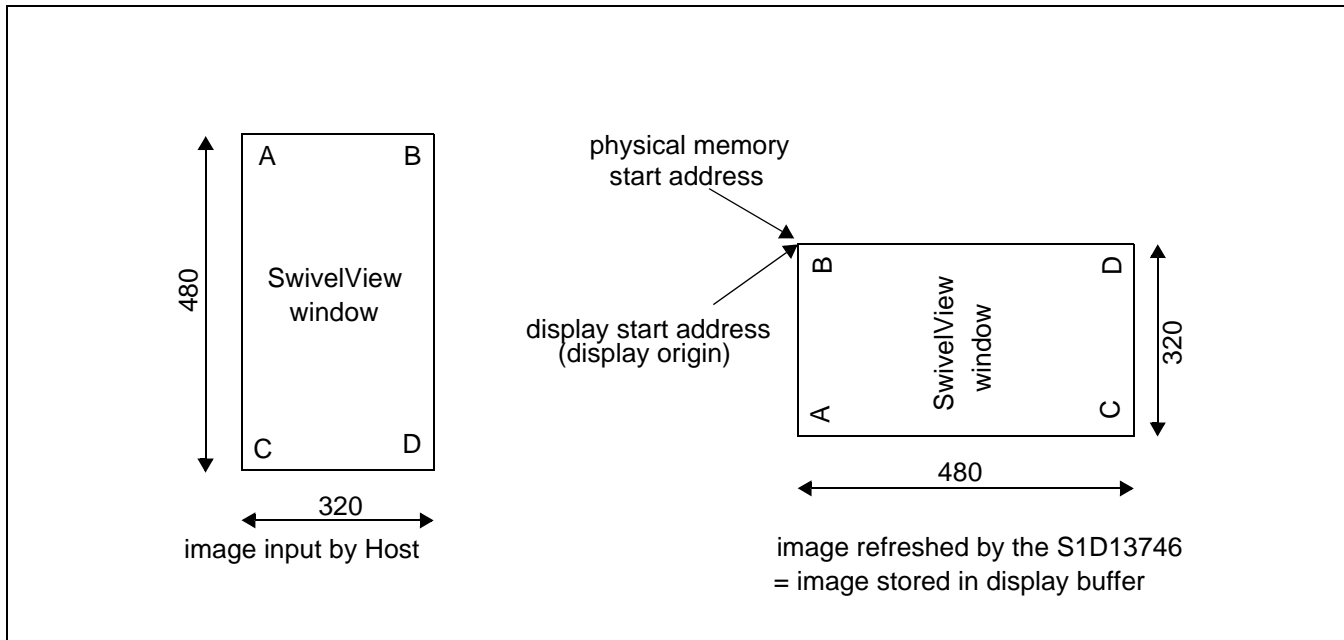 A B
SwivelView
window
480
C D
320
image input by Host
physical memory
start address
display start address
(display origin)
B D
SwivelView
window
A C
320
480
image refreshed by the S1D13746
= image stored in display buffer